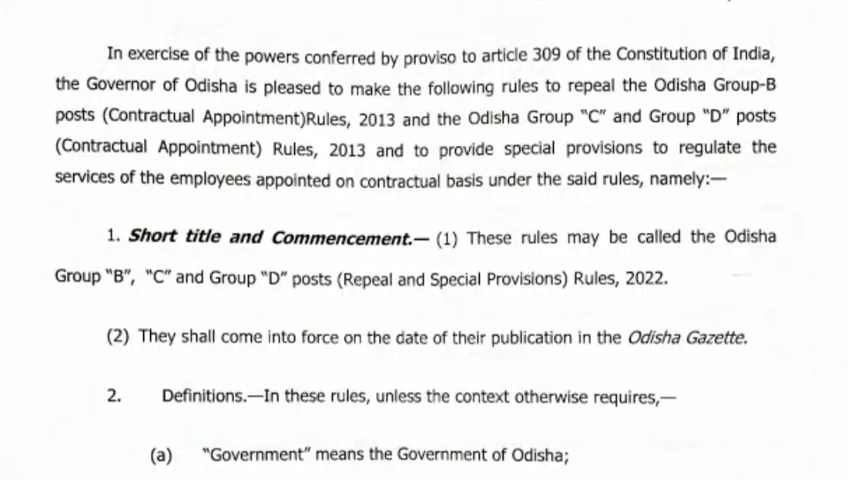 In exercise of the powers conferred by proviso to article 309 of the Constitution of India,
the Governor of Odisha is pleased to make the following rules to repeal the Odisha Group-B
posts (Contractual Appointment)Rules, 2013 and the Odisha Group "C" and Group "D" posts
(Contractual Appointment) Rules, 2013 and to provide special provisions to regulate the
services of the employees appointed on contractual basis under the said rules, namely:—
1. Short title and Commencement.— (1) These rules may be called the Odisha
Group "B", "C" and Group "D" posts (Repeal and Special Provisions) Rules, 2022.
(2) They shall come into force on the date of their publication in the Odisha Gazette.
2. Definitions.—In these rules, unless the context otherwise requires,—
(a) "Government" means the Government of Odisha;